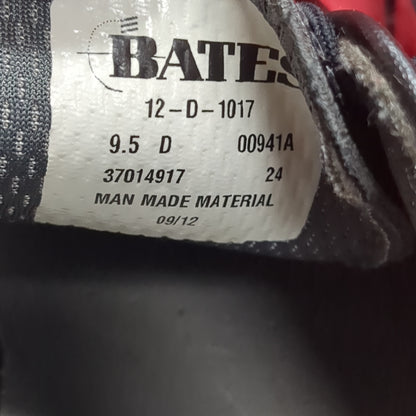 BATES
12-D-1017
9.5 D 00941A
37014917 24
MAN MADE MATERIAL
09/12